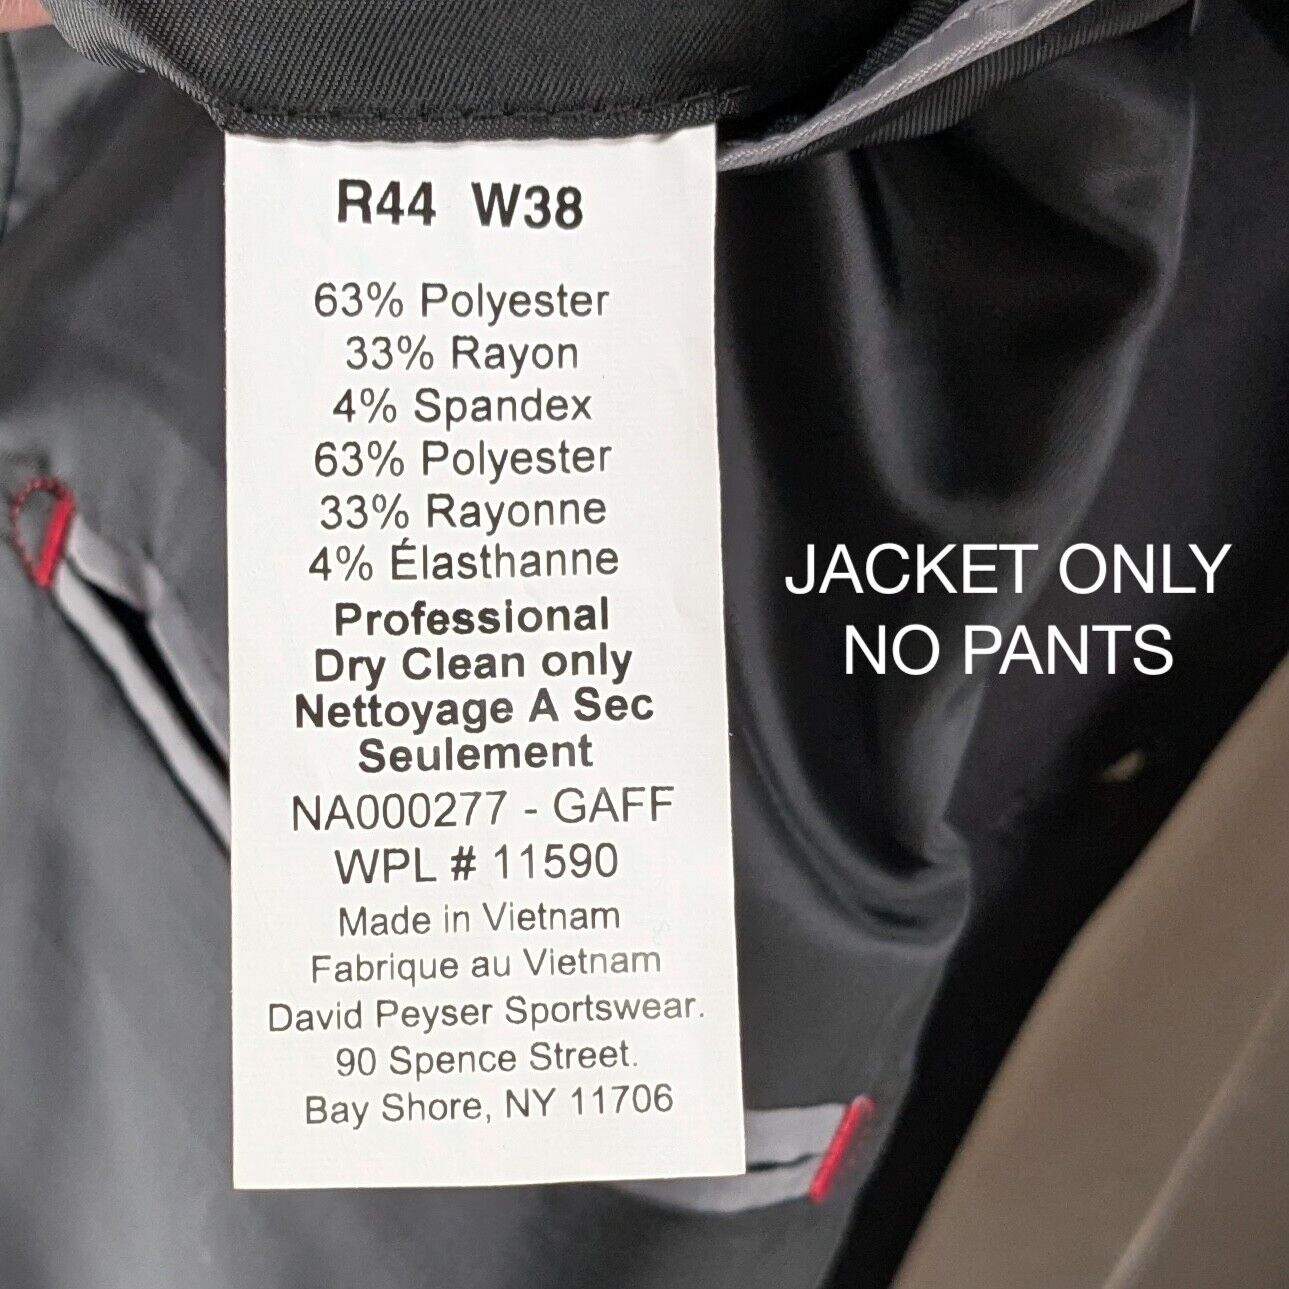 R44 W38
63% Polyester
33% Rayon
4% Spandex
63% Polyester
33% Rayonne
4% Élasthanne
Professional
Dry Clean only
Nettoyage A Sec
Seulement
NA000277 - GAFF
WPL # 11590
Made in Vietnam
Fabrique au Vietnam
David Peyser Sportswear.
90 Spence Street.
Bay Shore, NY 11706
JACKET ONLY
NO PANTS